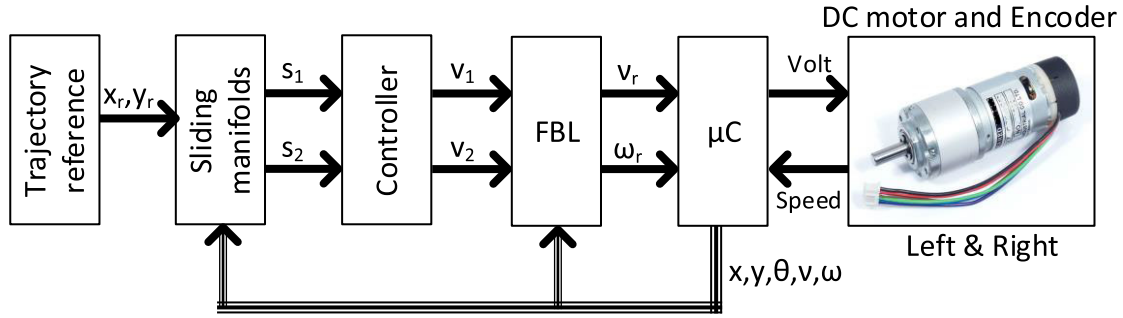 DC motor and Encoder
Trajectory
reference
xr,yr
Sliding
manifolds
s1
s2
Controller
v1
v2
FBL
νr
ωr
μC
Volt
Speed
Left & Right
x,y,θ,ν,ω